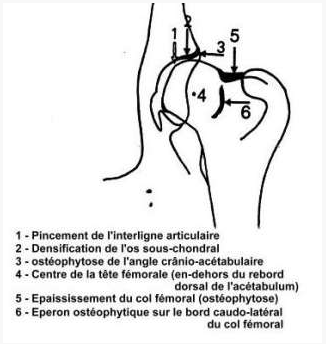 1 2
3 5
4
6
1 - Pincement de l'interligne articulaire
2 - Densification de l'os sous-chondral
3 - ostéophytose de l'angle crânio-acétabulaire
4 - Centre de la tête fémorale (en-dehors du rebord
dorsal de l'acétabulum)
5 - Epaississement du col fémoral (ostéophytose)
6 - Eperon ostéophytique sur le bord caudo-latéral
du col fémoral